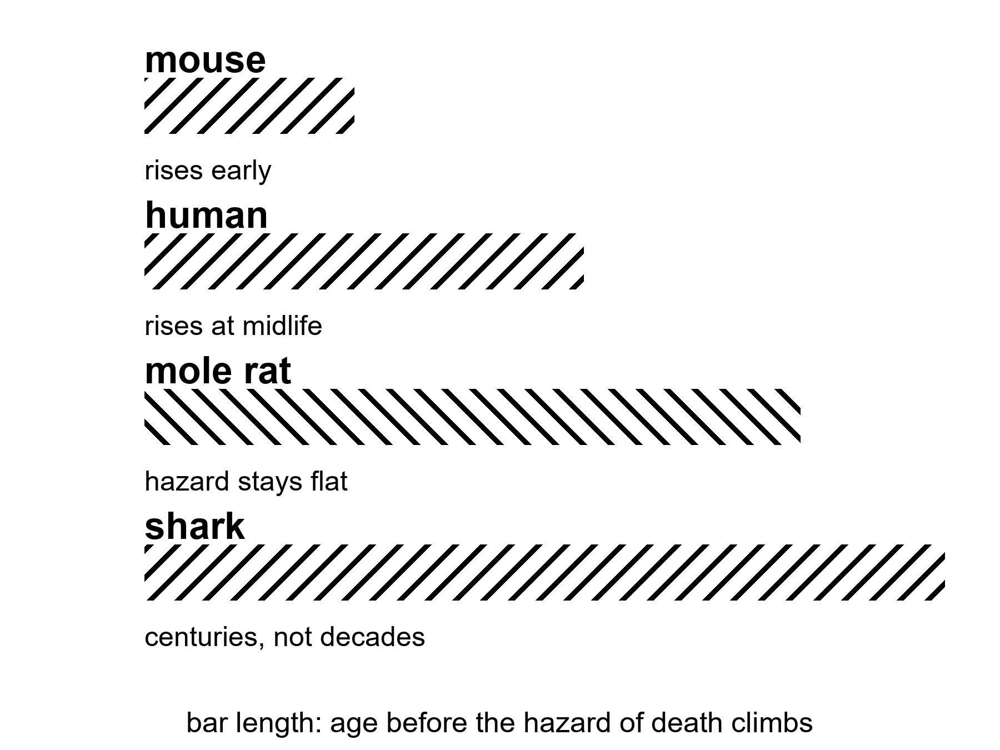 mouse
rises early
human
rises at midlife
mole rat
hazard stays flat
shark
centuries, not decades
bar length: age before the hazard of death climbs